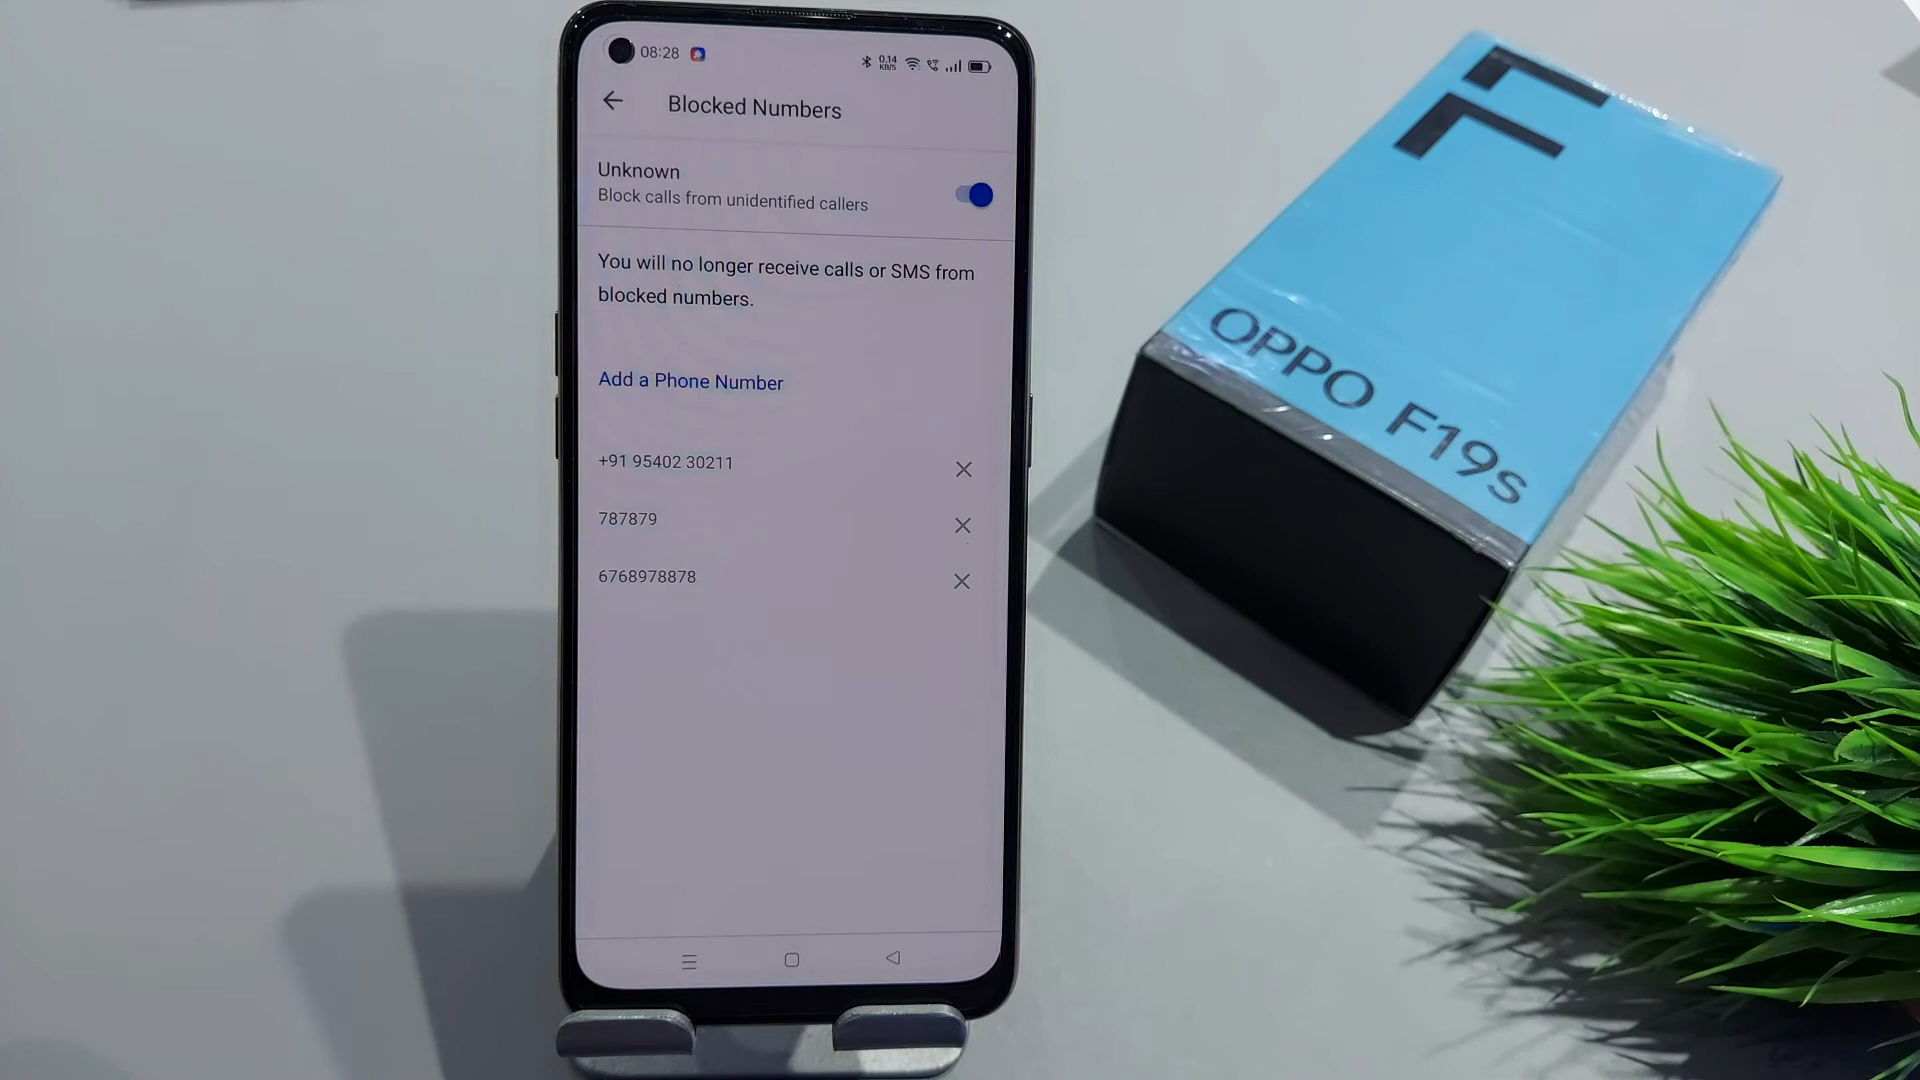 08:28
0.14
KB/S
Blocked Numbers
Unknown
Block calls from unidentified callers
You will no longer receive calls or SMS from
blocked numbers.
Add a Phone Number
+91 95402 30211
787879
6768978878
OPPO F19s